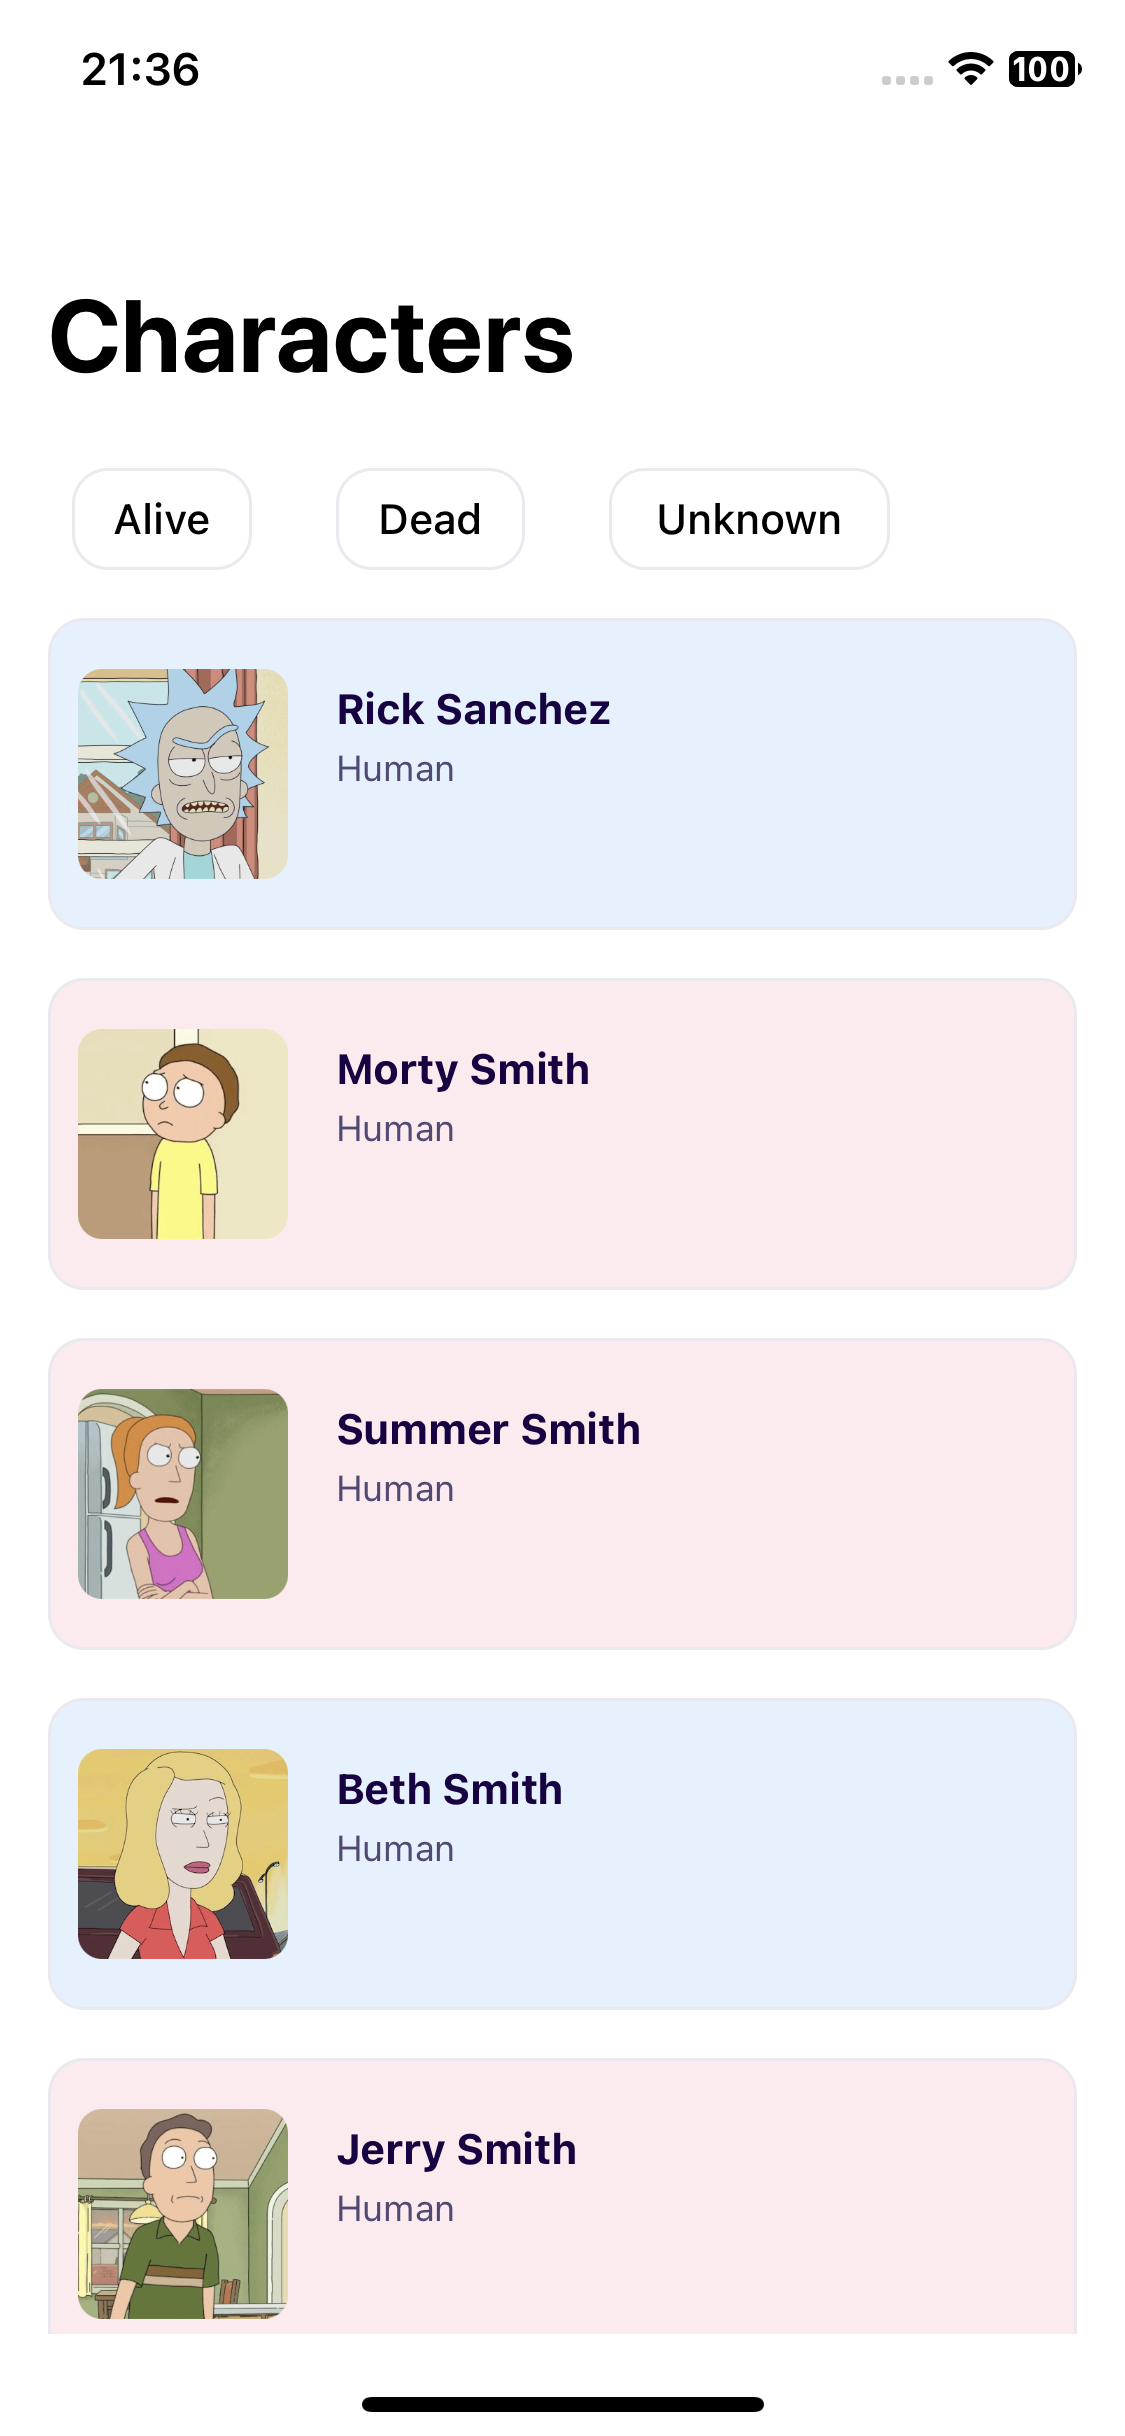 21:36
100
Characters
Alive
Dead
Unknown
Rick Sanchez
Human
Morty Smith
Human
Summer Smith
Human
Beth Smith
Human
Jerry Smith
Human